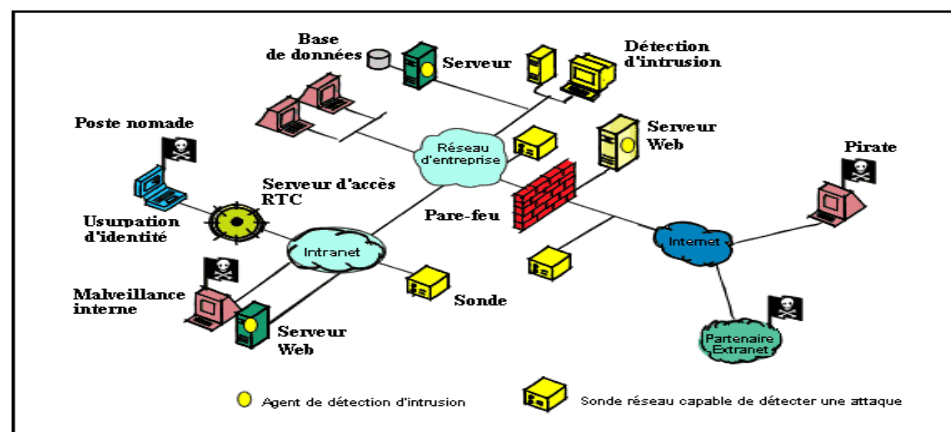 Base
de données
Serveur
Détection
d'intrusion
Poste nomade
Réseau
d'entreprise
Serveur
Web
Pirate
Serveur d'accès
RTC
Pare-feu
Usurpation
d'identité
Intranet
Internet
Malveillance
interne
Sonde
Serveur
Web
Partenaire
Extranet
Agent de détection d'intrusion
Sonde réseau capable de détecter une attaque